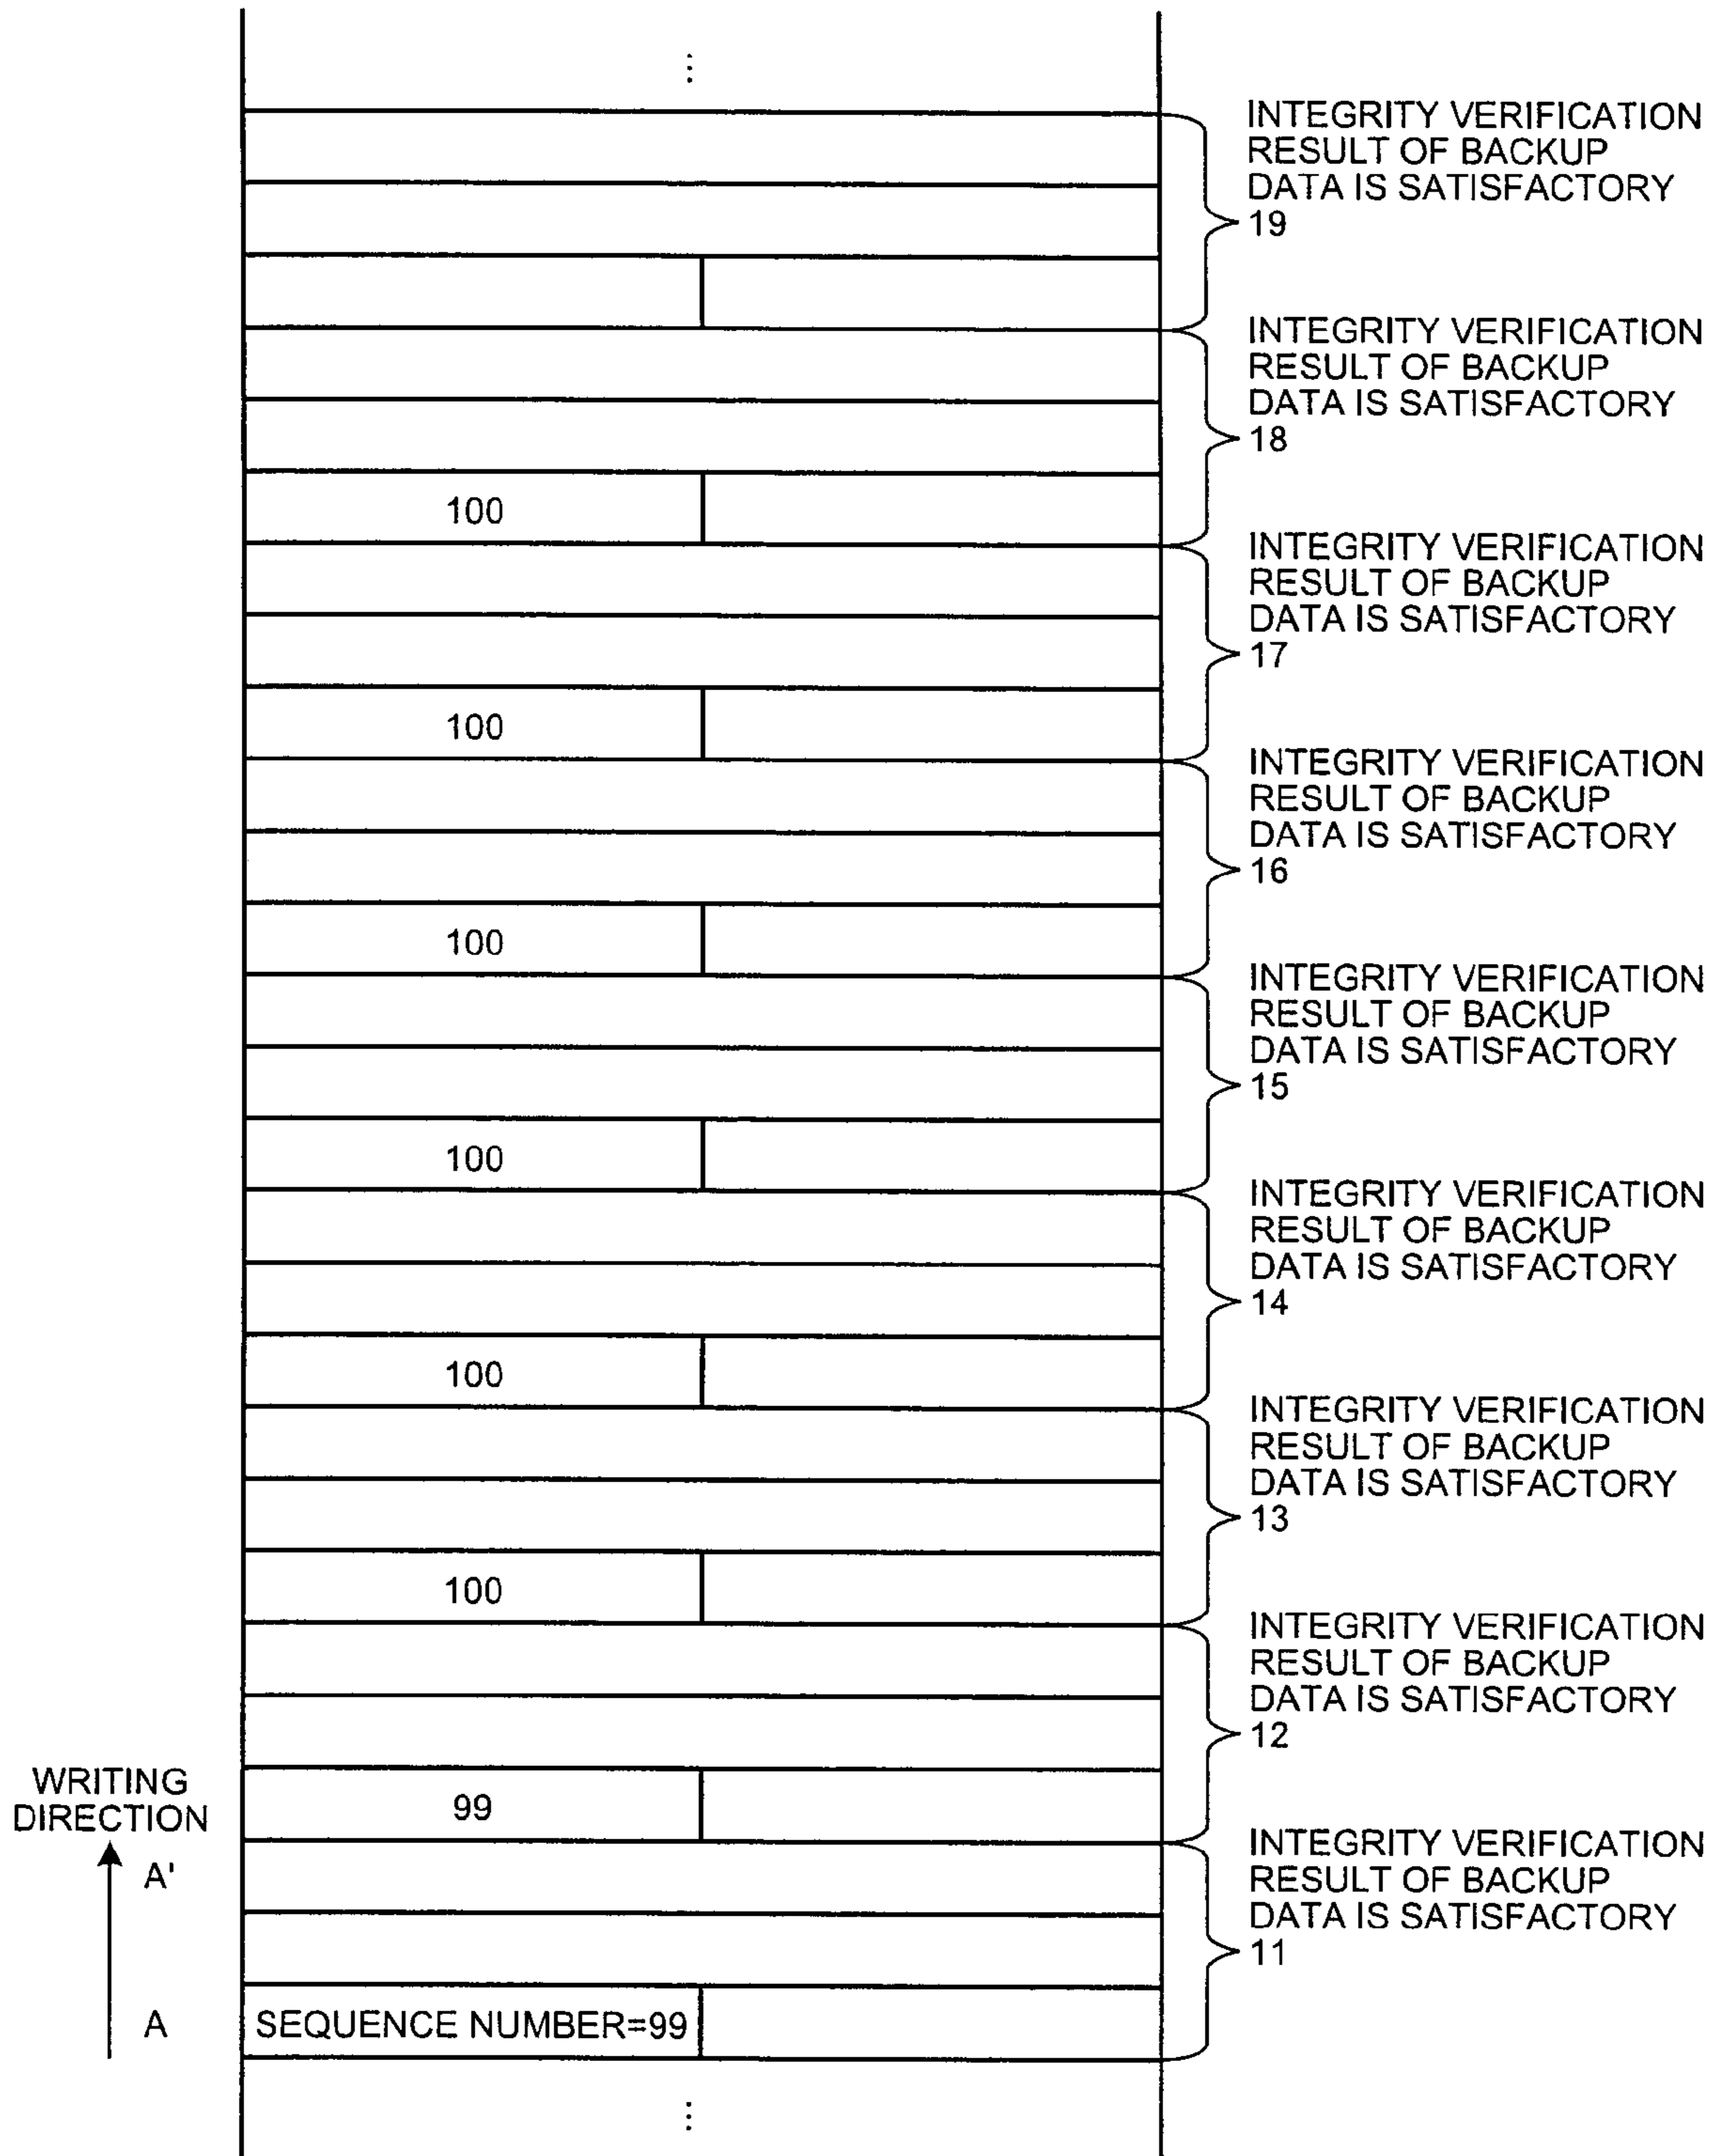 ⋮
INTEGRITY VERIFICATION
RESULT OF BACKUP
DATA IS SATISFACTORY
19
INTEGRITY VERIFICATION
RESULT OF BACKUP
DATA IS SATISFACTORY
18
100
INTEGRITY VERIFICATION
RESULT OF BACKUP
DATA IS SATISFACTORY
17
100
INTEGRITY VERIFICATION
RESULT OF BACKUP
DATA IS SATISFACTORY
16
100
INTEGRITY VERIFICATION
RESULT OF BACKUP
DATA IS SATISFACTORY
15
100
INTEGRITY VERIFICATION
RESULT OF BACKUP
DATA IS SATISFACTORY
14
100
INTEGRITY VERIFICATION
RESULT OF BACKUP
DATA IS SATISFACTORY
13
100
INTEGRITY VERIFICATION
RESULT OF BACKUP
DATA IS SATISFACTORY
12
WRITING
DIRECTION
99
INTEGRITY VERIFICATION
RESULT OF BACKUP
DATA IS SATISFACTORY
11
A'
A
SEQUENCE NUMBER=99
⋮